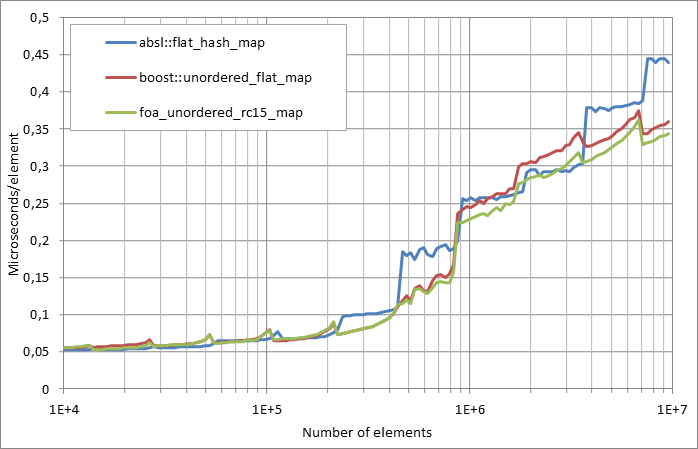 0,5
0,45
0,4
0,35
0,3
0,25
0,2
0,15
0,1
0,05
0
Microseconds/element
absl::flat_hash_map
boost::unordered_flat_map
foa_unordered_rc15_map
1E+4
1E+5
1E+6
1E+7
Number of elements